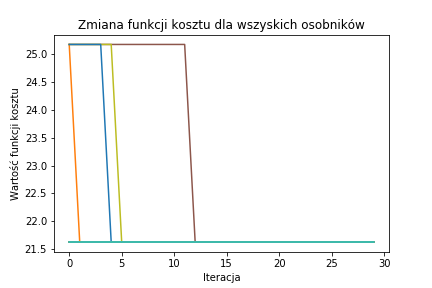 Zmiana funkcji kosztu dla wszyskich osobników
Wartość funkcji kosztu
25.0
24.5
24.0
23.5
23.0
22.5
22.0
21.5
0 5 10 15 20 25 30
Iteracja